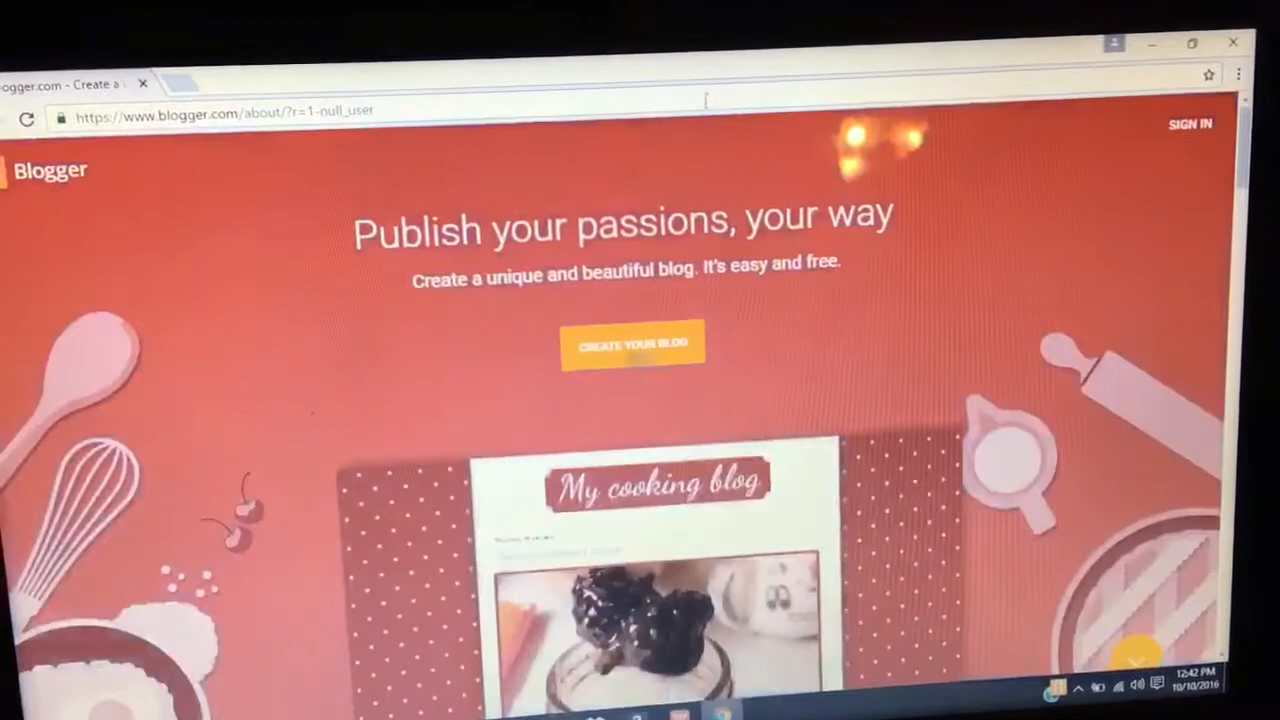 ogger.com - Create a
https://www.blogger.com/about/?r=1-null_user
SIGN IN
Blogger
Publish your passions, your way
Create a unique and beautiful blog. It's easy and free.
CREATE YOUR BLOG
My cooking blog
12:42 PM
10/10/2016